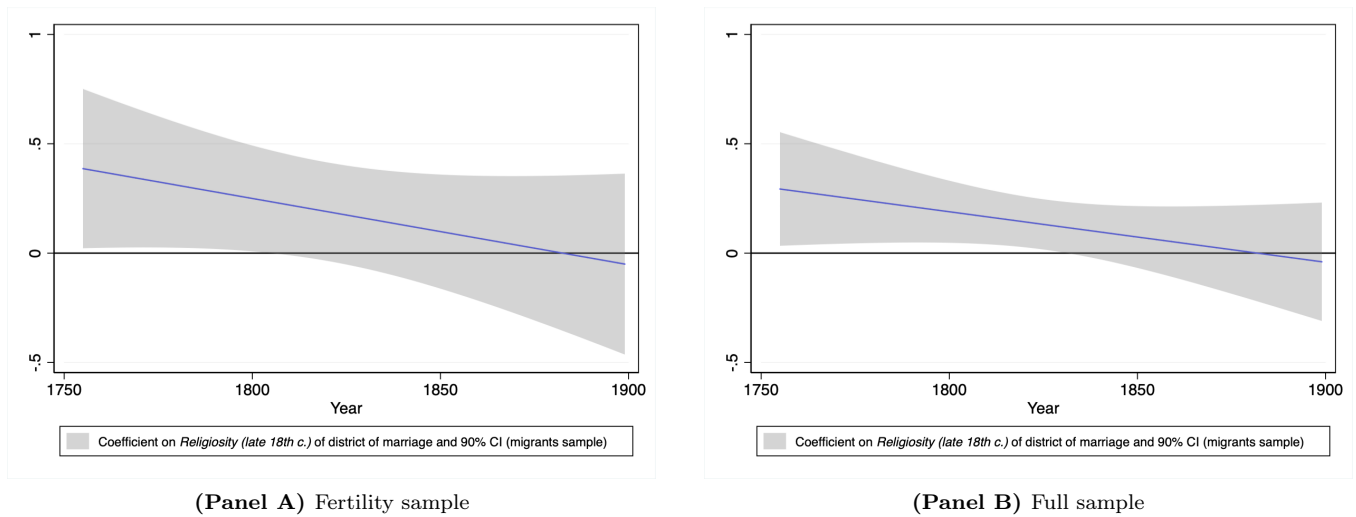 1
.5
0
-.5
1750
1800
1850
1900
Year
Coefficient on Religiosity (late 18th c.) of district of marriage and 90% CI (migrants sample)
(Panel A) Fertility sample
1
.5
0
-.5
1750
1800
1850
1900
Year
Coefficient on Religiosity (late 18th c.) of district of marriage and 90% CI (migrants sample)
(Panel B) Full sample